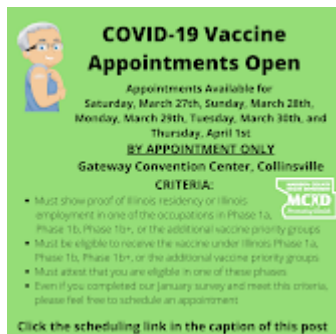 COVID-19 Vaccine
Appointments Open
Appointments Available for
Saturday, March 27th, Sunday, March 28th,
Monday, March 29th, Tuesday, March 30th, and
Thursday, April 1st
BY APPOINTMENT ONLY
Gateway Convention Center, Collinsville
CRITERIA:
Must show proof of Illinois residency or Illinois
employment in one of the occupations in Phase 1a,
Phase 1b, Phase 1b+, or the additional vaccine priority groups
Must be eligible to receive the vaccine under Illinois Phase 1a,
Phase 1b, Phase 1b+, or the additional vaccine priority groups
Must attest that you are eligible in one of these phases
Even if you completed our January survey and meet this criteria,
please feel free to schedule an appointment
Click the scheduling link in the caption of this post